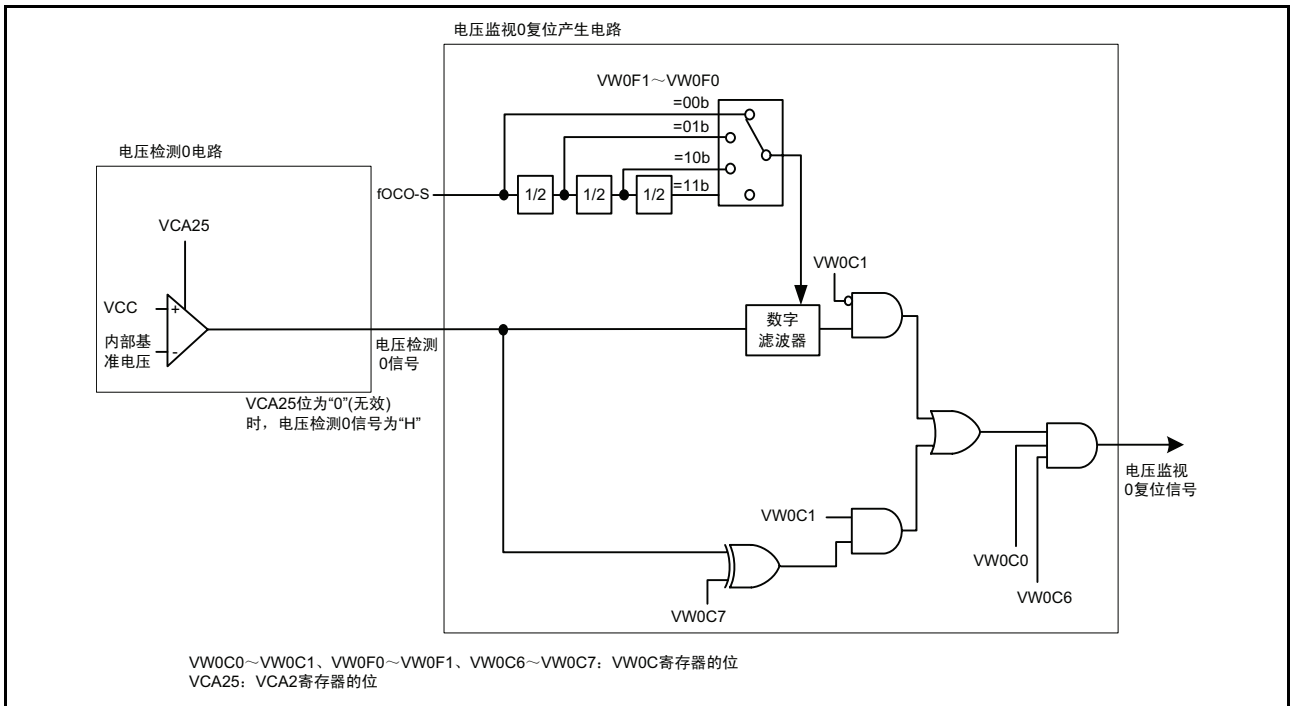 电压监视0复位产生电路
VW0F1～VW0F0
=00b
=01b
=10b
=11b
电压检测0电路
fOCO-S
1/2
1/2
1/2
VCA25
VW0C1
VCC
+
内部基
准电压
-
数字
滤波器
电压检测
0信号
VCA25位为“0”(无效)
时，电压检测0信号为“H”
电压监视
0复位信号
VW0C1
VW0C0
VW0C6
VW0C7
VW0C0～VW0C1、VW0F0～VW0F1、VW0C6～VW0C7：VW0C寄存器的位
VCA25：VCA2寄存器的位